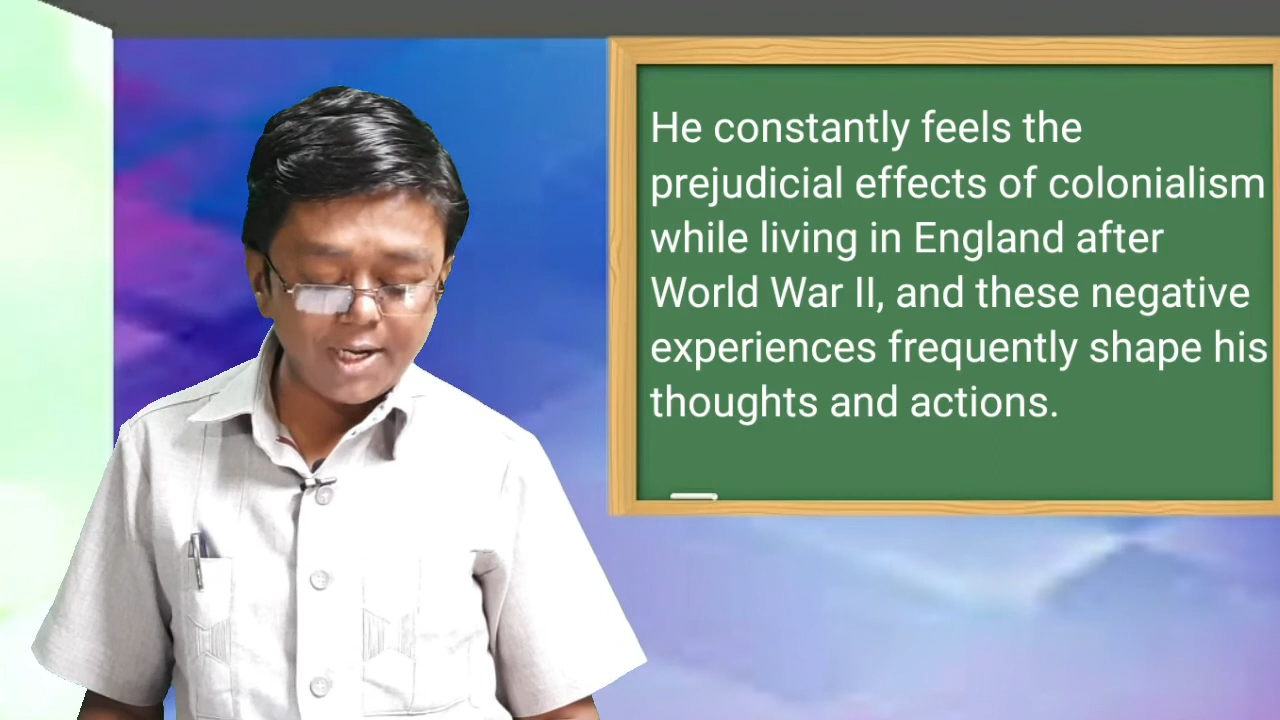 He constantly feels the
prejudicial effects of colonialism
while living in England after
World War II, and these negative
experiences frequently shape his
thoughts and actions.